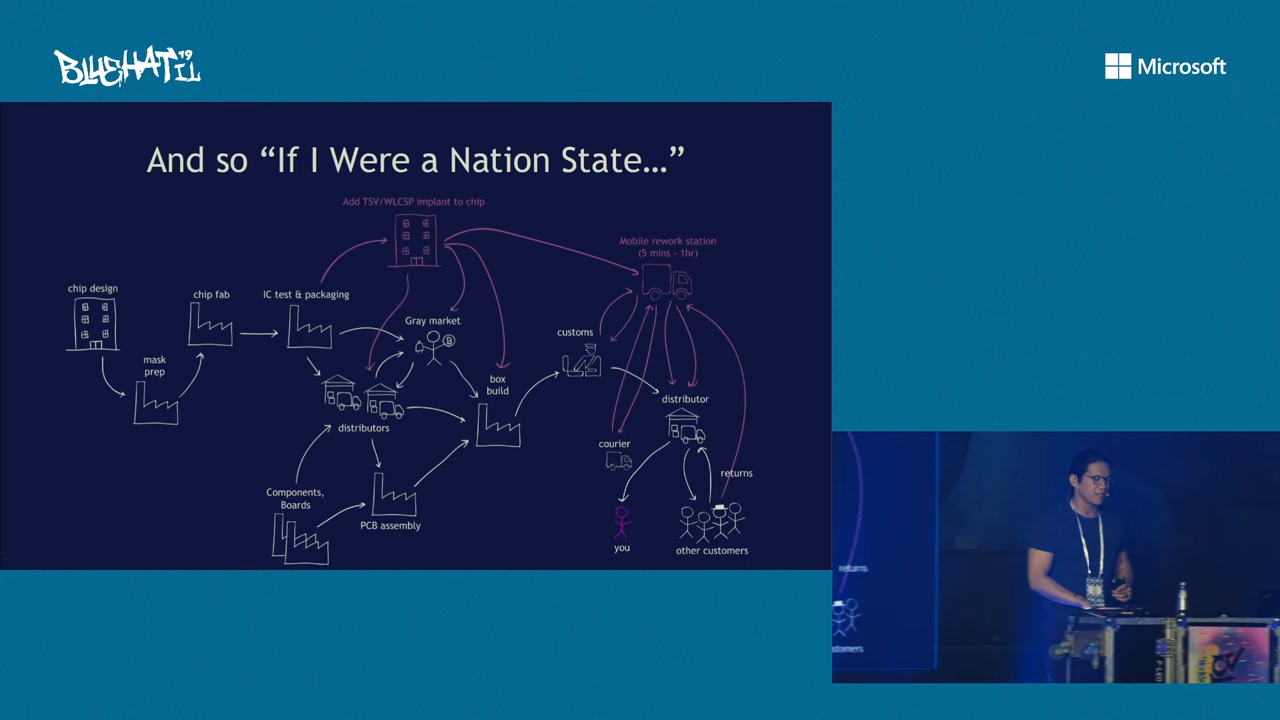 BLUEHAT IL '19
Microsoft
And so “If I Were a Nation State…”
Add TSV/WLCSP implant to chip
Mobile rework station
(5 mins - 1hr)
chip design
chip fab
IC test & packaging
Gray market
customs
mask
prep
box
build
distributor
distributors
courier
returns
Components,
Boards
PCB assembly
you
other customers
returns